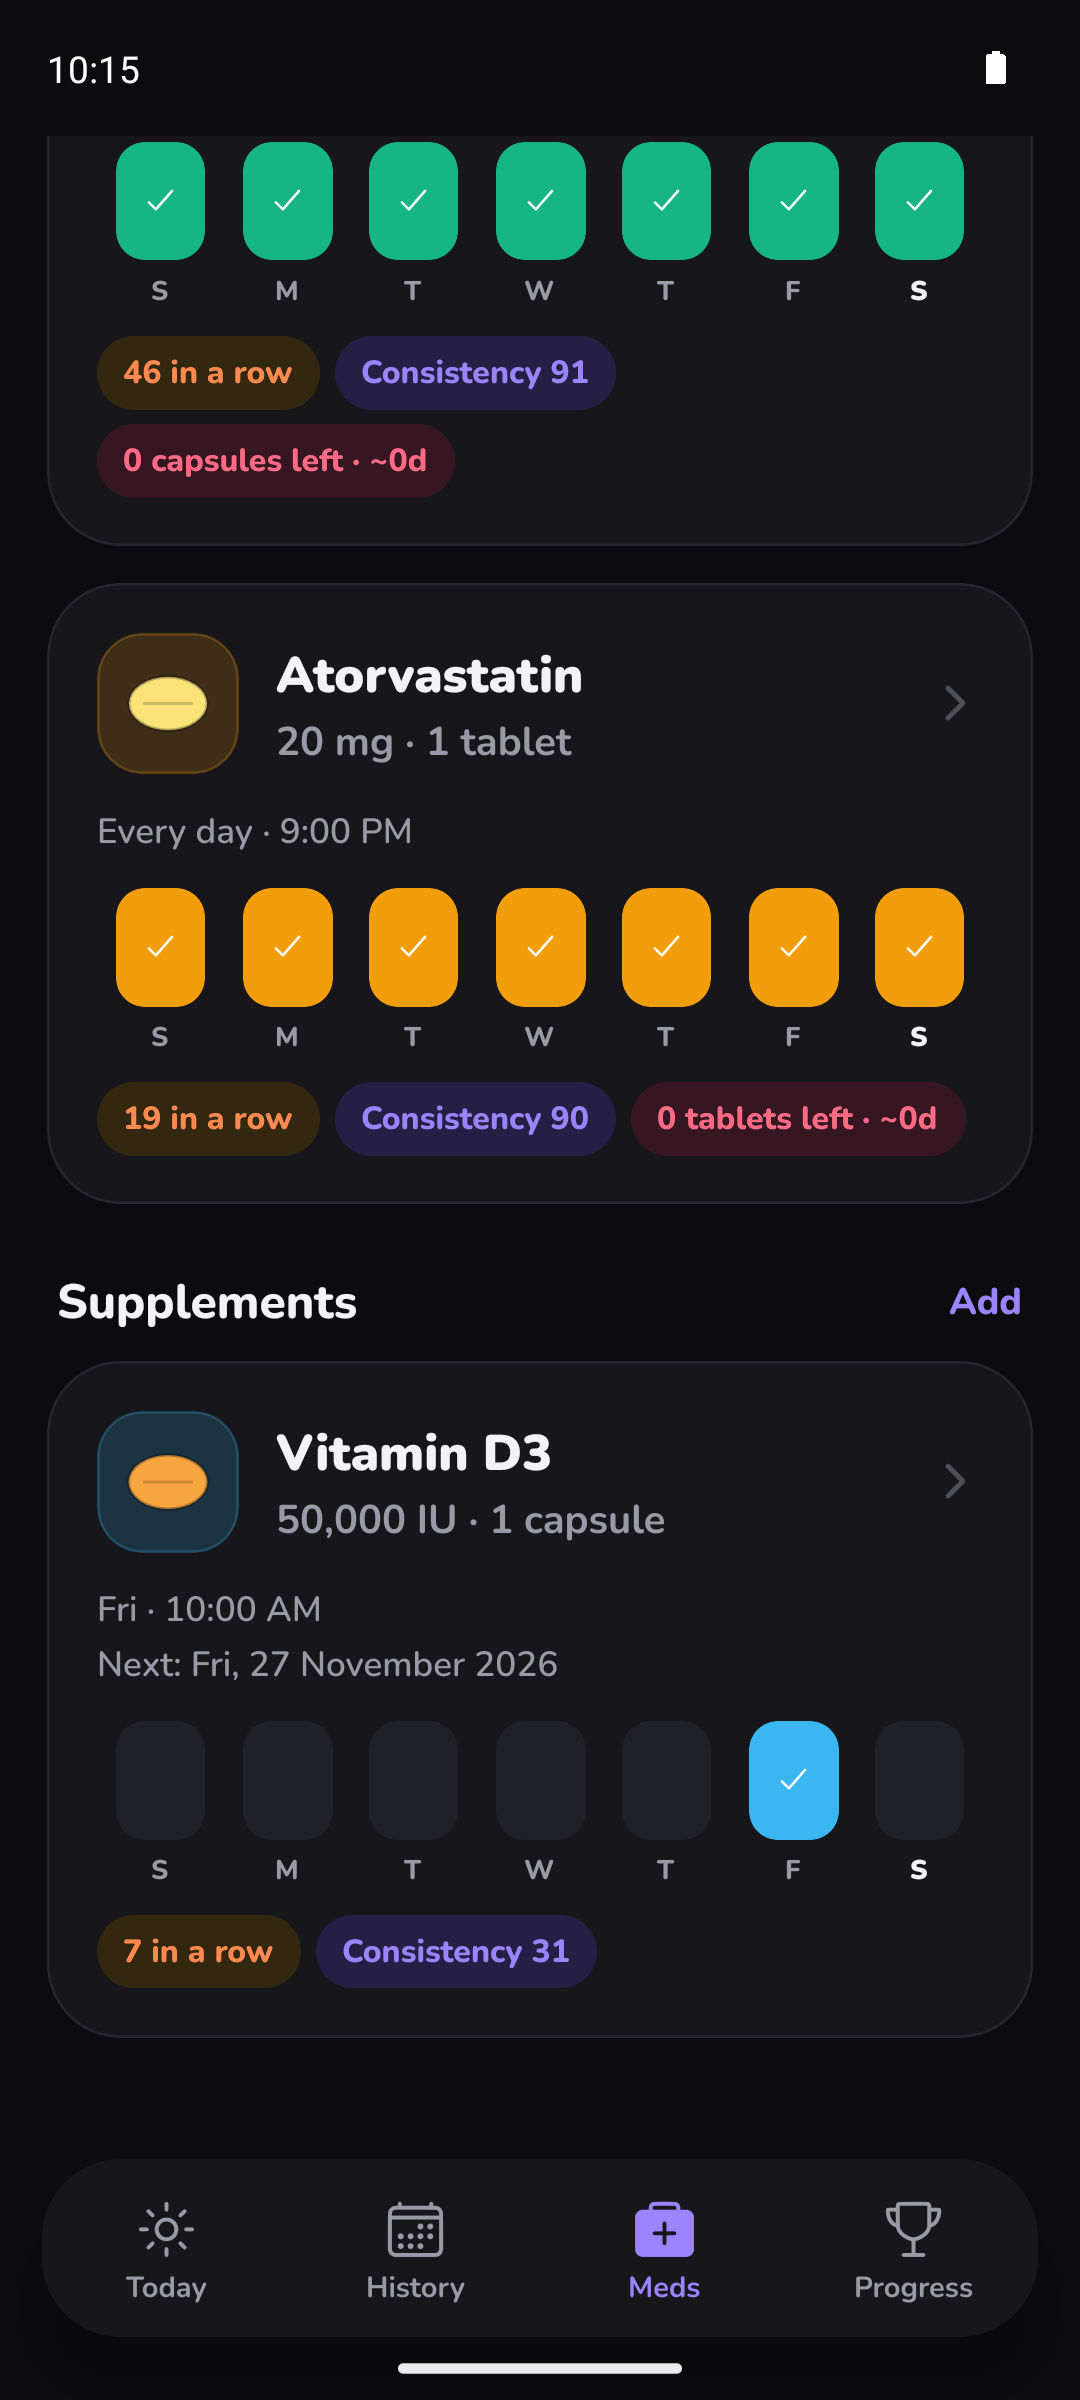 10:15
S M T W T F S
46 in a row Consistency 91
0 capsules left · ~0d
Atorvastatin
20 mg · 1 tablet
Every day · 9:00 PM
S M T W T F S
19 in a row Consistency 90 0 tablets left · ~0d
Supplements Add
Vitamin D3
50,000 IU · 1 capsule
Fri · 10:00 AM
Next: Fri, 27 November 2026
S M T W T F S
7 in a row Consistency 31
Today History Meds Progress